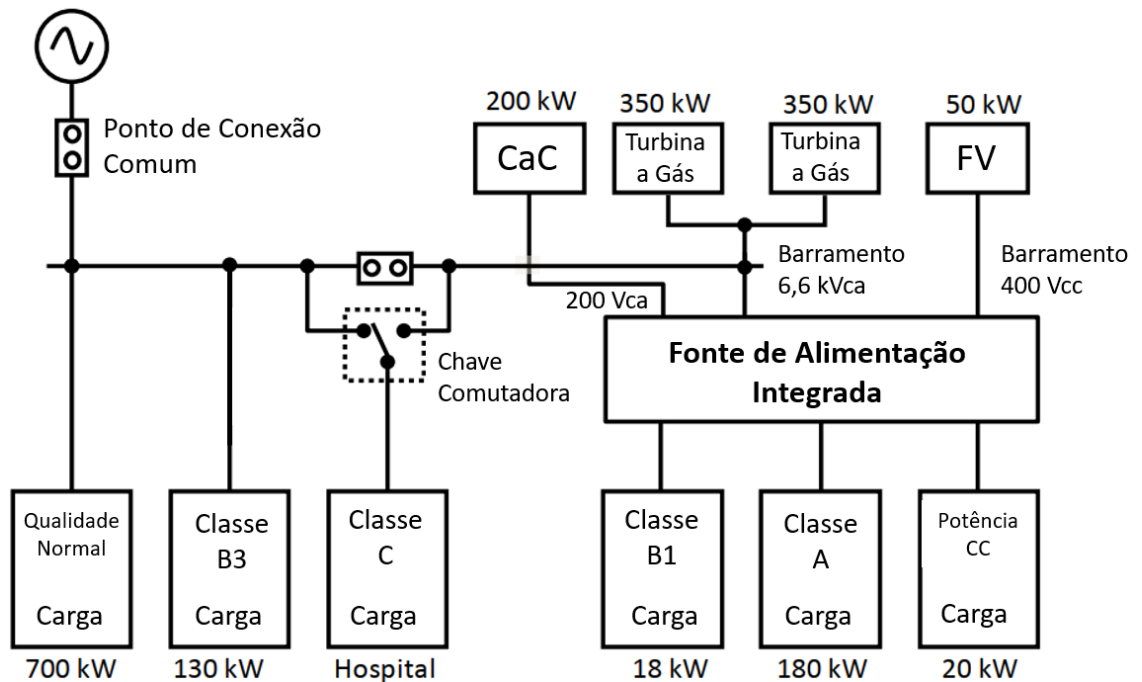 Ponto de Conexão
Comum
200 kW
CaC
350 kW
Turbina
a Gás
350 kW
Turbina
a Gás
50 kW
FV
Barramento
6,6 kVca
Barramento
400 Vcc
200 Vca
Chave
Comutadora
Fonte de Alimentação
Integrada
Qualidade
Normal
Carga
700 kW
Classe
B3
Carga
130 kW
Classe
C
Carga
Hospital
Classe
B1
Carga
18 kW
Classe
A
Carga
180 kW
Potência
CC
Carga
20 kW